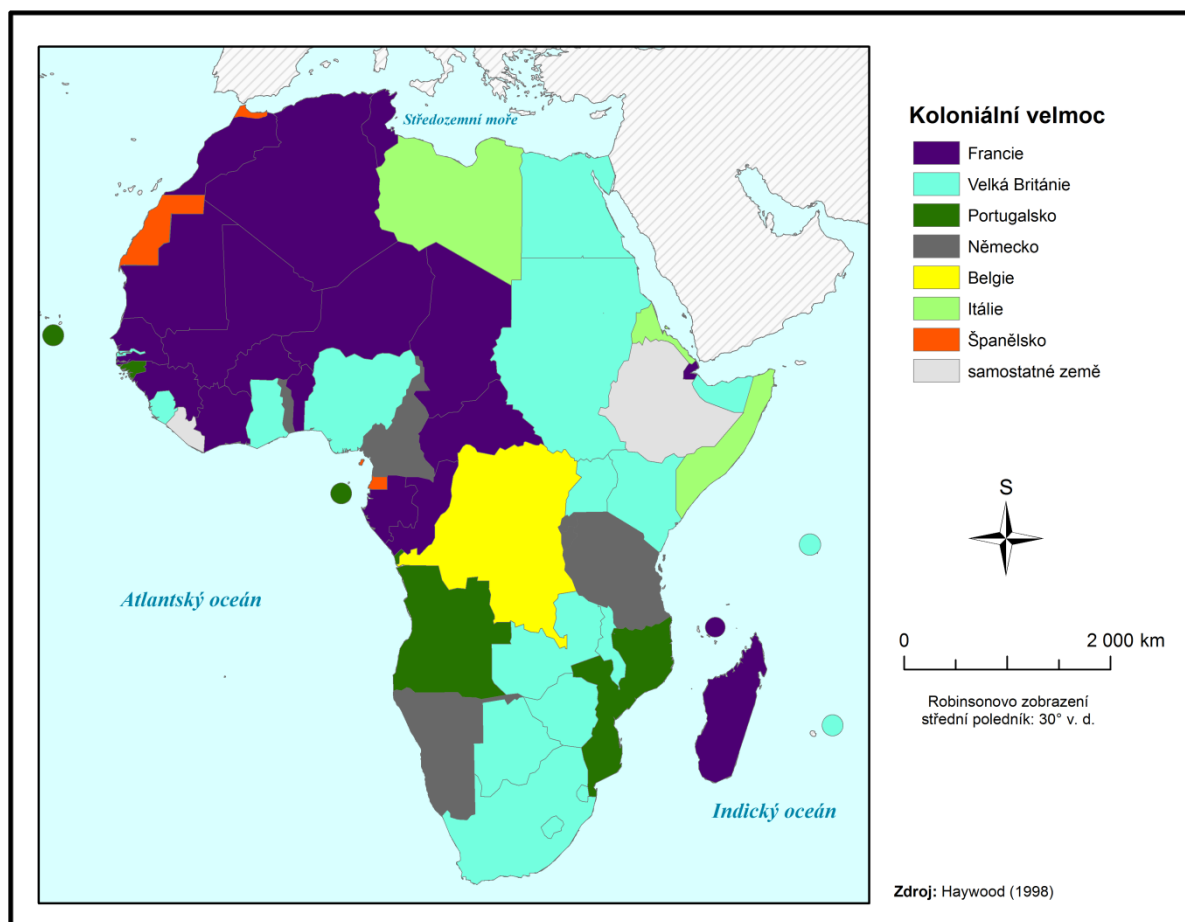 Středozemní moře
Atlantský oceán
Indický oceán
Koloniální velmoc
Francie
Velká Británie
Portugalsko
Německo
Belgie
Itálie
Španělsko
samostatné země
S
0 2 000 km
Robinsonovo zobrazení
střední poledník: 30° v. d.
Zdroj: Haywood (1998)